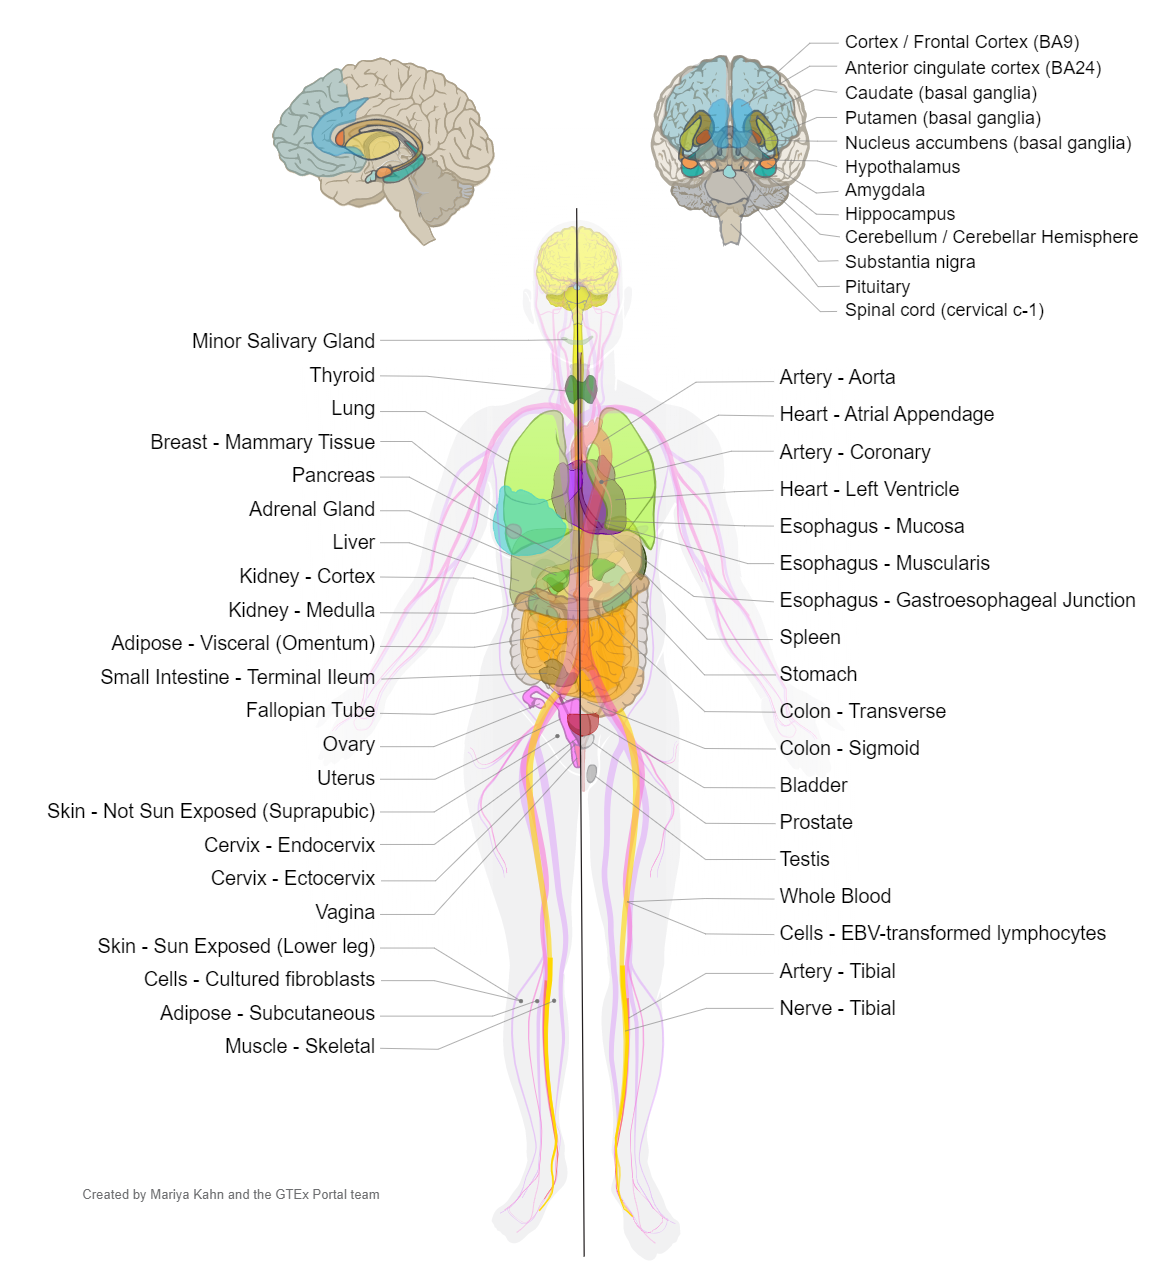 Cortex / Frontal Cortex (BA9)
Anterior cingulate cortex (BA24)
Caudate (basal ganglia)
Putamen (basal ganglia)
Nucleus accumbens (basal ganglia)
Hypothalamus
Amygdala
Hippocampus
Cerebellum / Cerebellar Hemisphere
Substantia nigra
Pituitary
Spinal cord (cervical c-1)
Minor Salivary Gland
Thyroid
Lung
Breast - Mammary Tissue
Pancreas
Adrenal Gland
Liver
Kidney - Cortex
Kidney - Medulla
Adipose - Visceral (Omentum)
Small Intestine - Terminal Ileum
Fallopian Tube
Ovary
Uterus
Skin - Not Sun Exposed (Suprapubic)
Cervix - Endocervix
Cervix - Ectocervix
Vagina
Skin - Sun Exposed (Lower leg)
Cells - Cultured fibroblasts
Adipose - Subcutaneous
Muscle - Skeletal
Artery - Aorta
Heart - Atrial Appendage
Artery - Coronary
Heart - Left Ventricle
Esophagus - Mucosa
Esophagus - Muscularis
Esophagus - Gastroesophageal Junction
Spleen
Stomach
Colon - Transverse
Colon - Sigmoid
Bladder
Prostate
Testis
Whole Blood
Cells - EBV-transformed lymphocytes
Artery - Tibial
Nerve - Tibial
Created by Mariya Kahn and the GTEx Portal team